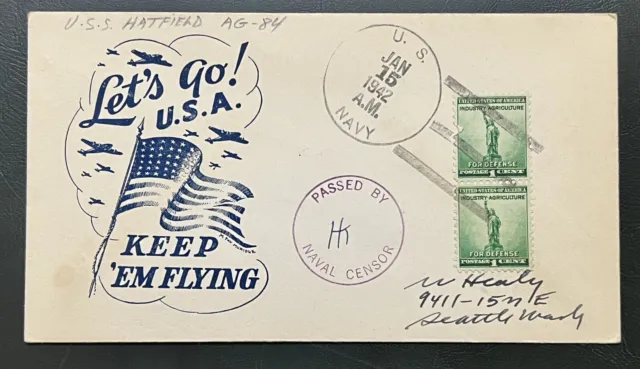 U.S.S. HATFIELD AG-84
Let's Go!
U.S.A.
KEEP
'EM FLYING
U. S.
JAN
15
1942
A.M.
NAVY
PASSED BY
NAVAL CENSOR
UNITED STATES OF AMERICA
INDUSTRY AGRICULTURE
FOR DEFENSE
POSTAGE 1 CENT
UNITED STATES OF AMERICA
INDUSTRY AGRICULTURE
FOR DEFENSE
POSTAGE 1 CENT
W Healy
9411-15 NE
Seattle Wash